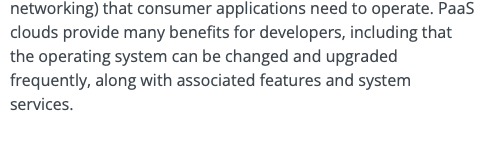 networking) that consumer applications need to operate. PaaS
clouds provide many benefits for developers, including that
the operating system can be changed and upgraded
frequently, along with associated features and system
services.